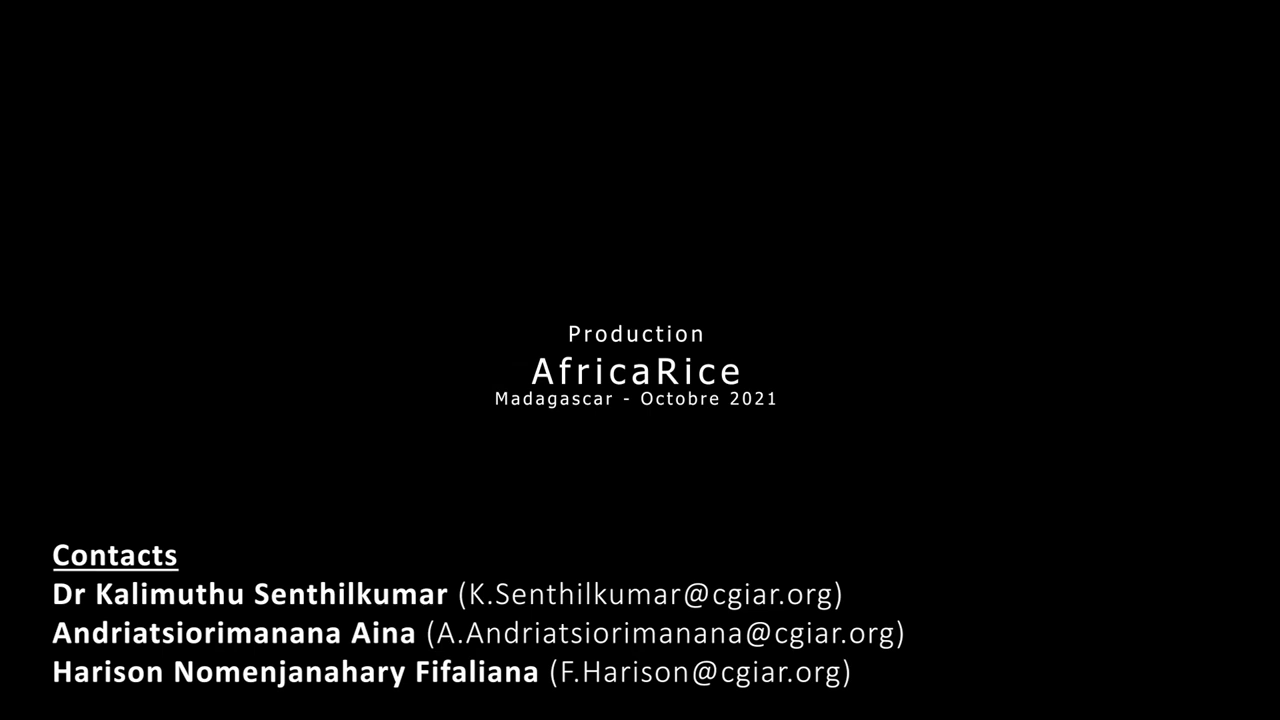 Production
AfricaRice
Madagascar - Octobre 2021
Contacts
Dr Kalimuthu Senthilkumar (K.Senthilkumar@cgiar.org)
Andriatsiorimanana Aina (A.Andriatsiorimanana@cgiar.org)
Harison Nomenjanahary Fifaliana (F.Harison@cgiar.org)